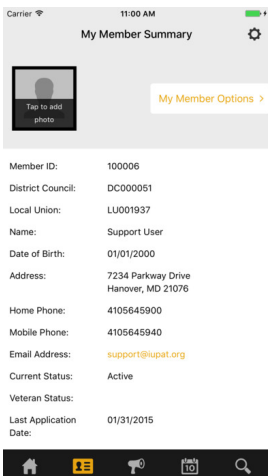 Carrier 11:00 AM
My Member Summary
Tap to add
photo
My Member Options >
Member ID: 100006
District Council: DC000051
Local Union: LU001937
Name: Support User
Date of Birth: 01/01/2000
Address: 7234 Parkway Drive
Hanover, MD 21076
Home Phone: 4105645900
Mobile Phone: 4105645940
Email Address: support@iupat.org
Current Status: Active
Veteran Status:
Last Application 01/31/2015
Date:
10